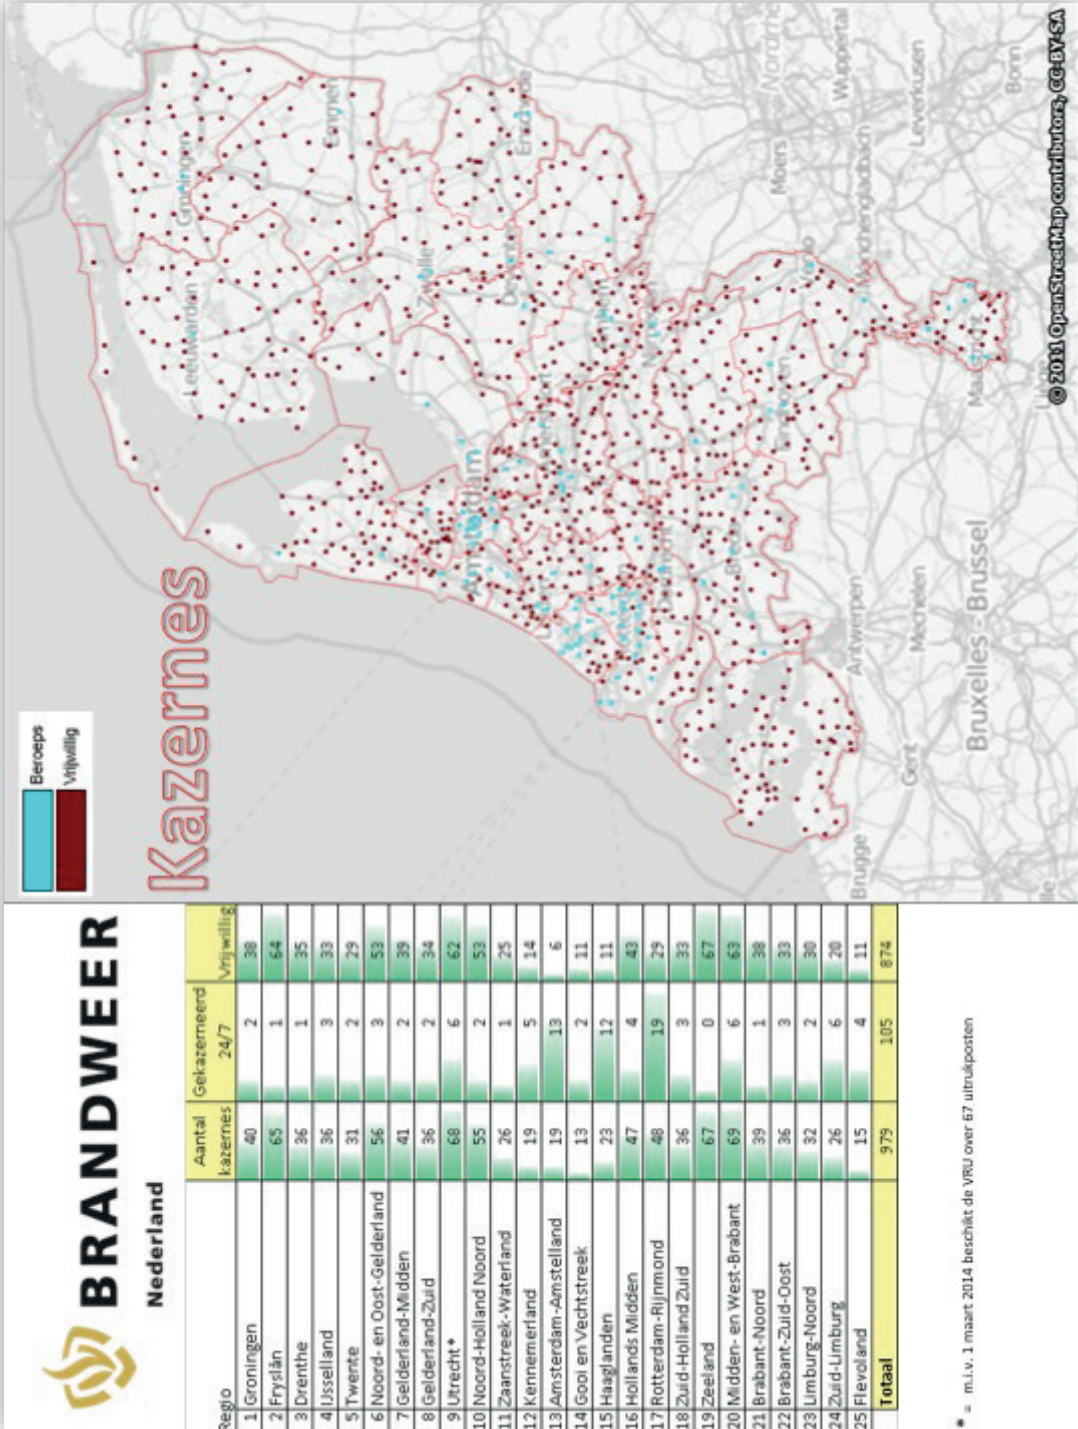 BRANDWEER
Nederland
Regio Aantal kazernes Gekazerneerd 24/7 Vrijwillig
1 Groningen 40 2 38
2 Fryslân 65 1 64
3 Drenthe 36 1 35
4 IJsselland 36 3 33
5 Twente 31 2 29
6 Noord- en Oost-Gelderland 56 3 53
7 Gelderland-Midden 41 2 39
8 Gelderland-Zuid 36 2 34
9 Utrecht* 68 6 62
10 Noord-Holland Noord 55 2 53
11 Zaanstreek-Waterland 26 1 25
12 Kennemerland 19 5 14
13 Amsterdam-Amstelland 19 13 6
14 Gooi en Vechtstreek 13 2 11
15 Haaglanden 23 12 11
16 Hollands Midden 47 4 43
17 Rotterdam-Rijnmond 48 19 29
18 Zuid-Holland Zuid 36 3 33
19 Zeeland 67 0 67
20 Midden- en West-Brabant 69 6 63
21 Brabant-Noord 39 1 38
22 Brabant-Zuid-Oost 36 3 33
23 Limburg-Noord 32 2 30
24 Zuid-Limburg 26 6 20
25 Flevoland 15 4 11
Totaal 979 105 874
* = m.i.v. 1 maart 2014 beschikt de VRU over 67 uitrukposten
Beroeps
Vrijwillig
Kazernes
Groningen
Leeuwarden
Emmen
Zwolle
Enschede
Amsterdam
Nijmegen
Dordrecht
Breda
Eindhoven
Venlo
Maastricht
Moers
Wuppertal
Mönchengladbach
Leverkusen
Bonn
Antwerpen
Mechelen
Bruxelles - Brussel
Gent
Brugge
© 2011 OpenStreetMap contributors, CC-BY-SA